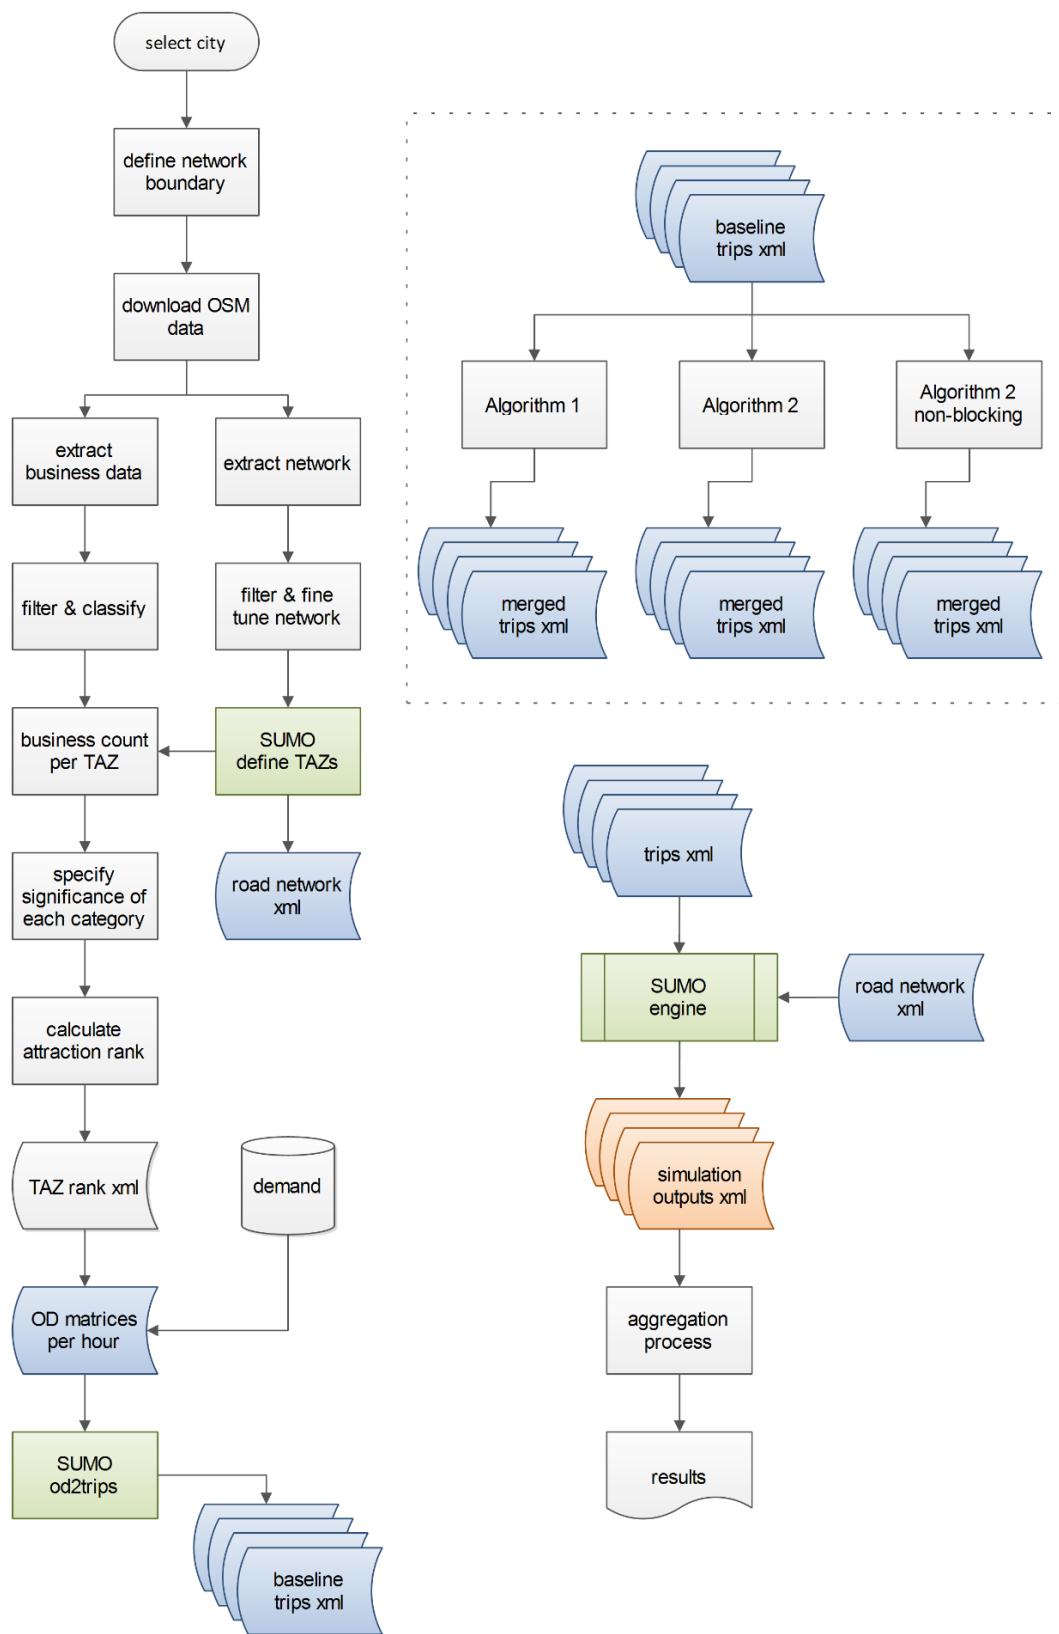 select city
define network
boundary
download OSM
data
extract
business data
extract network
filter & classify
filter & fine
tune network
business count
per TAZ
SUMO
define TAZs
specify
significance of
each category
road network
xml
calculate
attraction rank
TAZ rank xml
demand
OD matrices
per hour
SUMO
od2trips
baseline
trips xml
baseline
trips xml
Algorithm 1
Algorithm 2
Algorithm 2
non-blocking
merged
trips xml
merged
trips xml
merged
trips xml
trips xml
SUMO
engine
road network
xml
simulation
outputs xml
aggregation
process
results